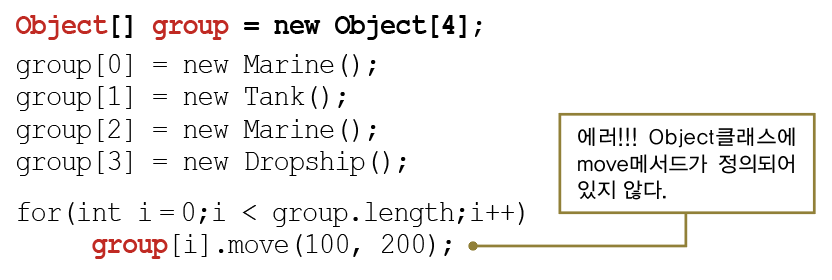 Object[] group = new Object[4];
group[0] = new Marine();
group[1] = new Tank();
group[2] = new Marine();
group[3] = new Dropship();
for(int i=0;i < group.length;i++)
group[i].move(100, 200);
에러!!! Object클래스에
move메서드가 정의되어
있지 않다.